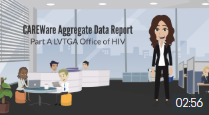 CAREWare Aggregate Data Report
Part A LVTGA Office of HIV
02:56